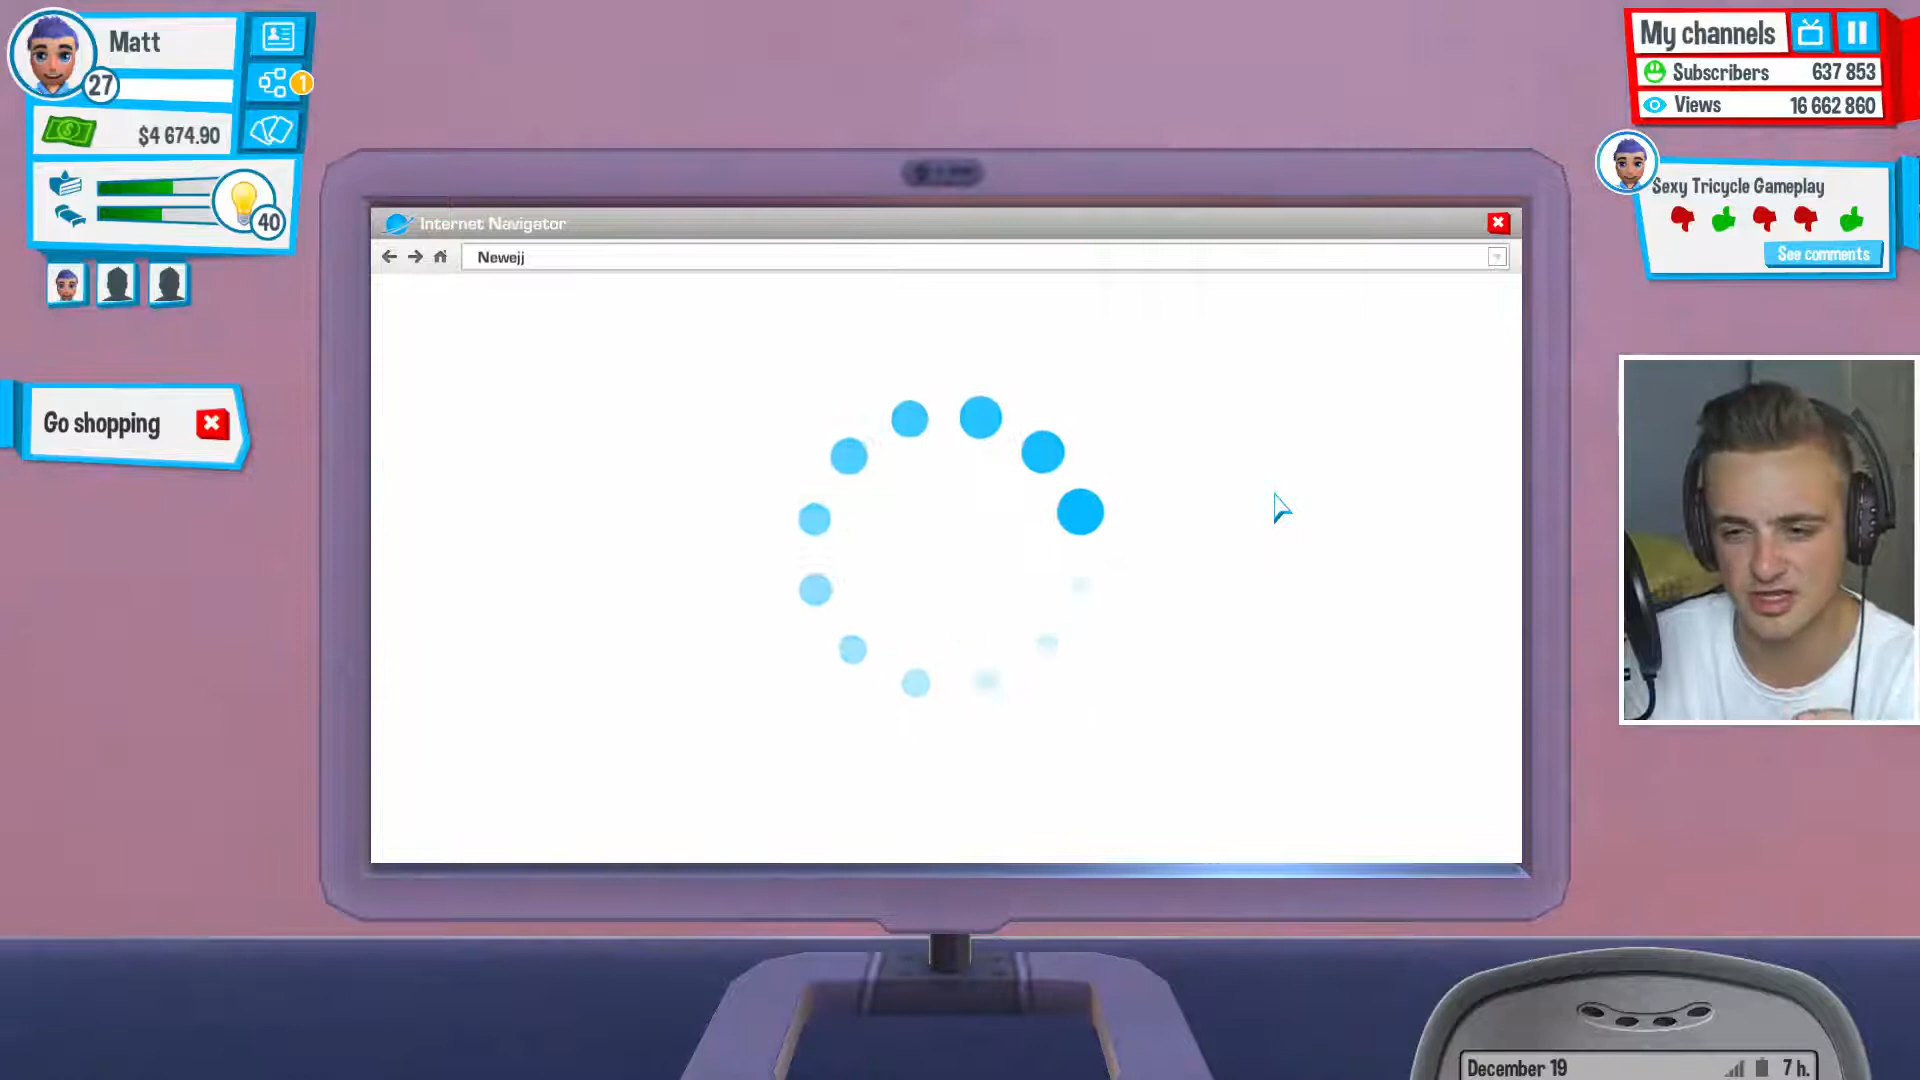 Matt
27
1
$4 674.90
40
Go shopping
Internet Navigator
Newejj
My channels
Subscribers 637 853
Views 16 662 860
Sexy Tricycle Gameplay
See comments
December 19 7 h.